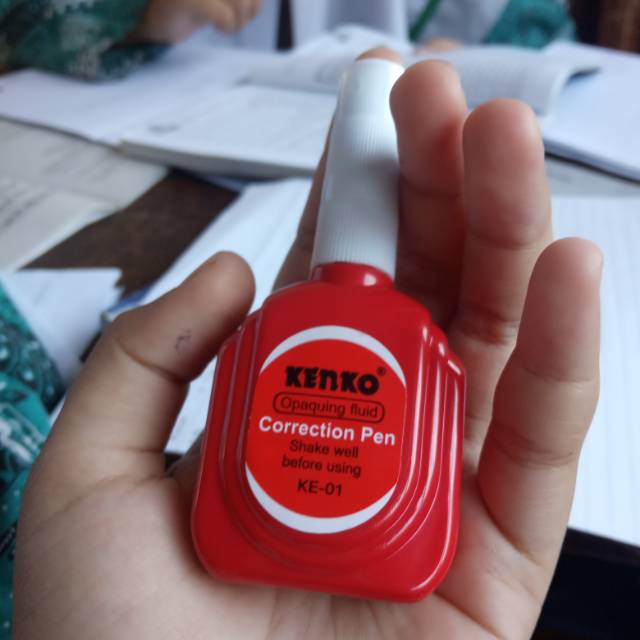 KENKO®
Opaquing fluid
Correction Pen
Shake well
before using
KE-01